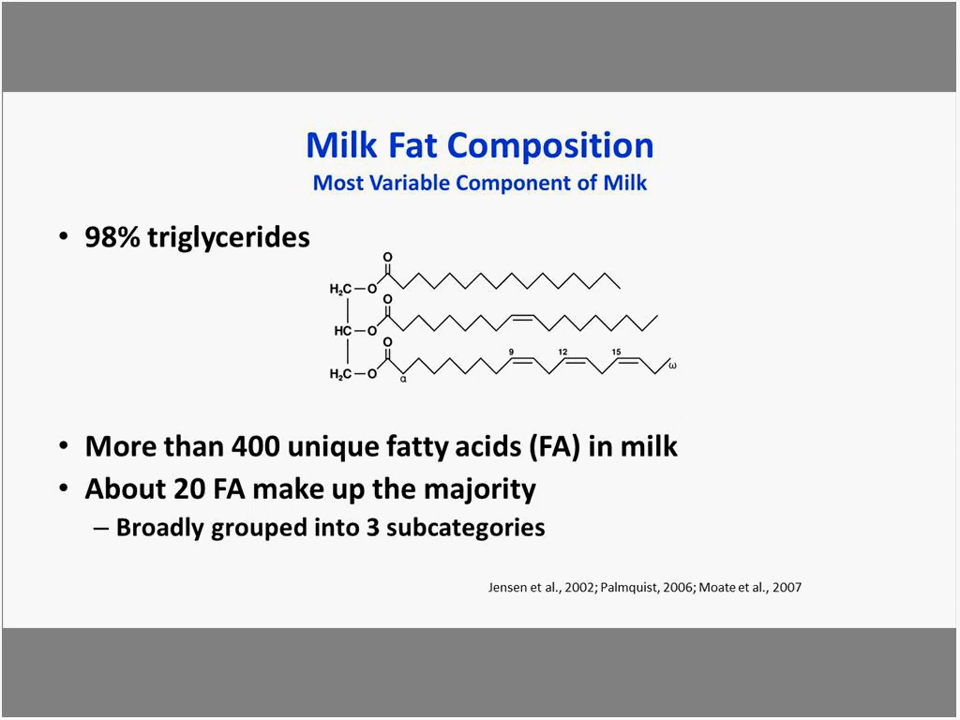 Milk Fat Composition
Most Variable Component of Milk
• 98% triglycerides
O
H₂C—O
O
HC—O
O
9 12 15
H₂C—O
α
ω
• More than 400 unique fatty acids (FA) in milk
• About 20 FA make up the majority
– Broadly grouped into 3 subcategories
Jensen et al., 2002; Palmquist, 2006; Moate et al., 2007